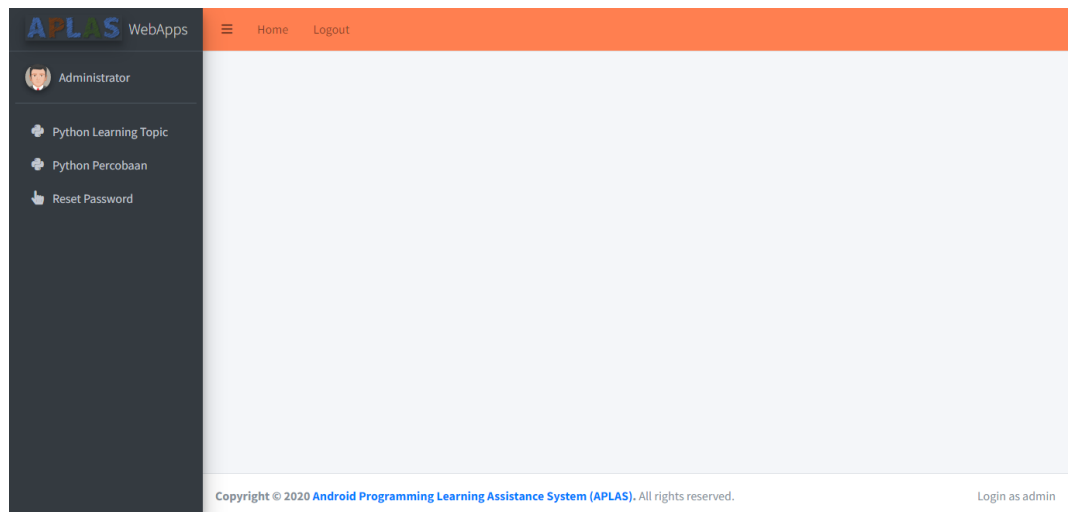 APLAS WebApps
Home Logout
Administrator
Python Learning Topic
Python Percobaan
Reset Password
Copyright © 2020 Android Programming Learning Assistance System (APLAS). All rights reserved.
Login as admin